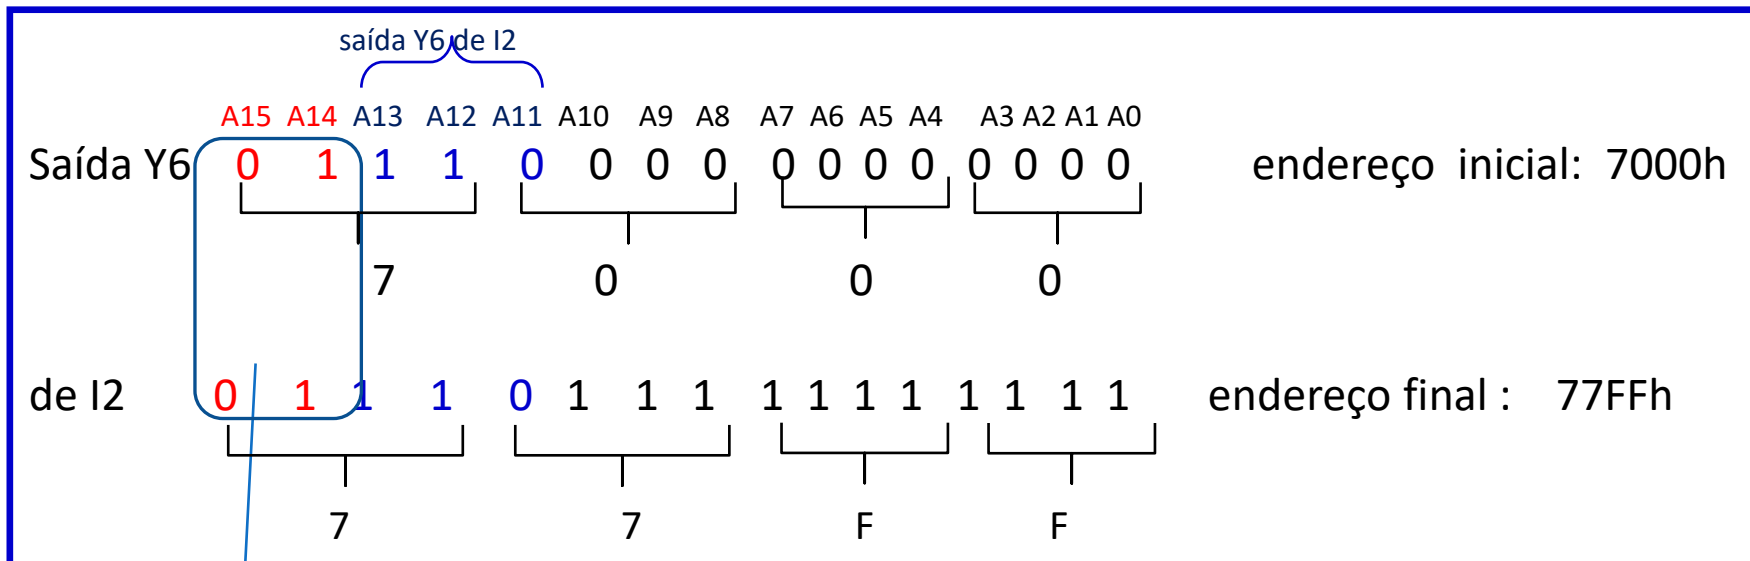 saída Y6 de I2
A15 A14 A13 A12 A11 A10 A9 A8 A7 A6 A5 A4 A3 A2 A1 A0
Saída Y6 0 1 1 1 0 0 0 0 0 0 0 0 0 0 0 0 endereço inicial: 7000h
7 0 0 0
de I2 0 1 1 1 0 1 1 1 1 1 1 1 1 1 1 1 endereço final : 77FFh
7 7 F F